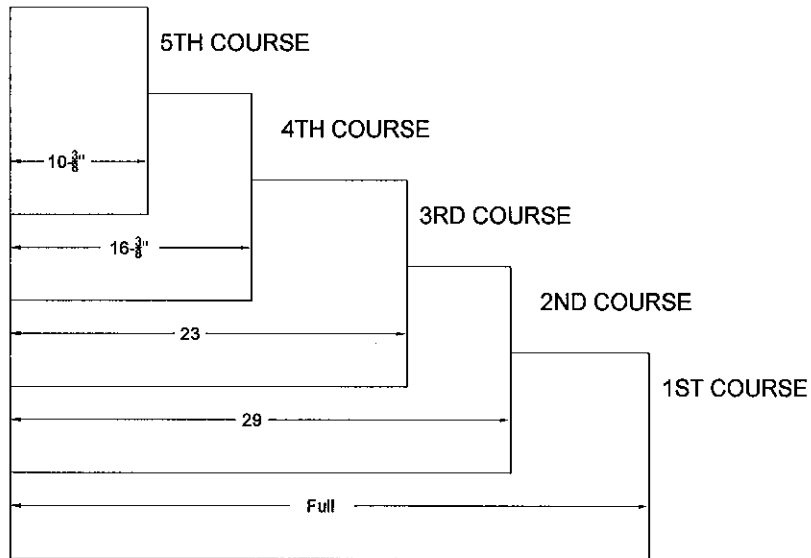 5TH COURSE
4TH COURSE
10-3/8"
3RD COURSE
16-3/8"
2ND COURSE
23
1ST COURSE
29
Full